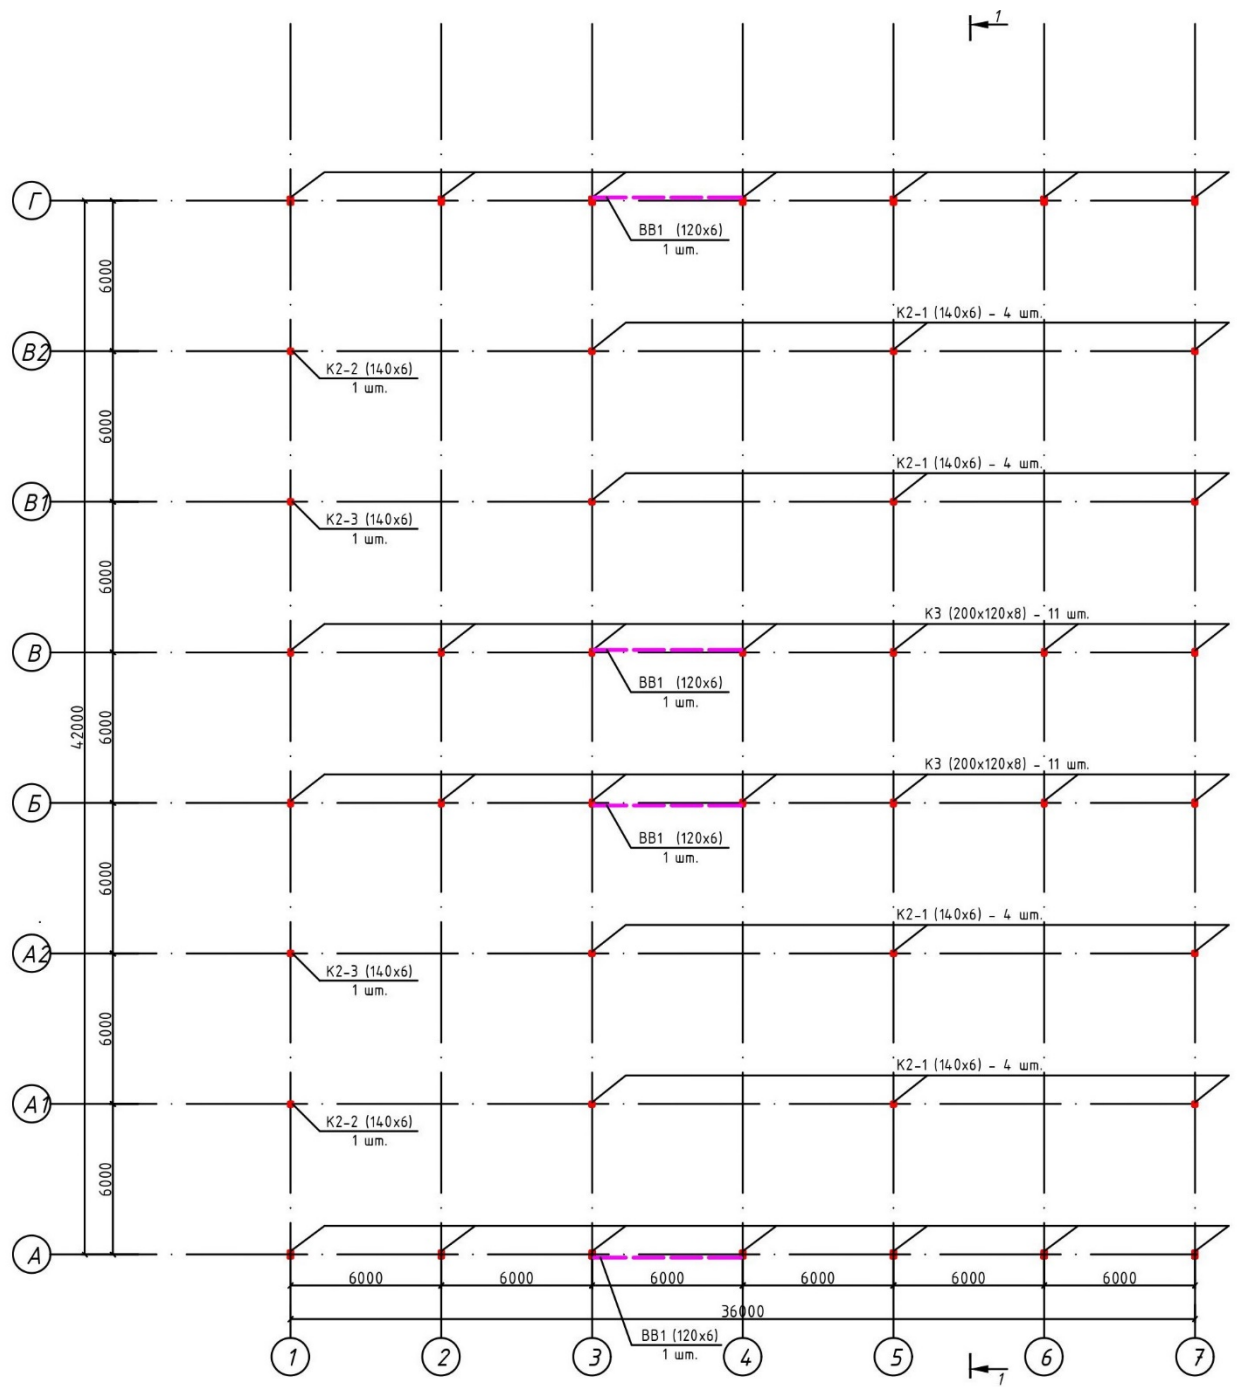 1
Г
ВВ1 (120х6)
1 шт.
6000
К2-1 (140х6) - 4 шт.
В2
К2-2 (140х6)
1 шт.
6000
К2-1 (140х6) - 4 шт.
В1
К2-3 (140х6)
1 шт.
6000
К3 (200х120х8) - 11 шт.
В
ВВ1 (120х6)
1 шт.
42000
6000
К3 (200х120х8) - 11 шт.
Б
ВВ1 (120х6)
1 шт.
6000
К2-1 (140х6) - 4 шт.
А2
К2-3 (140х6)
1 шт.
6000
К2-1 (140х6) - 4 шт.
А1
К2-2 (140х6)
1 шт.
6000
А
6000 6000 6000 6000 6000 6000
36000
ВВ1 (120х6)
1 шт.
1 2 3 4 5 6 7
1